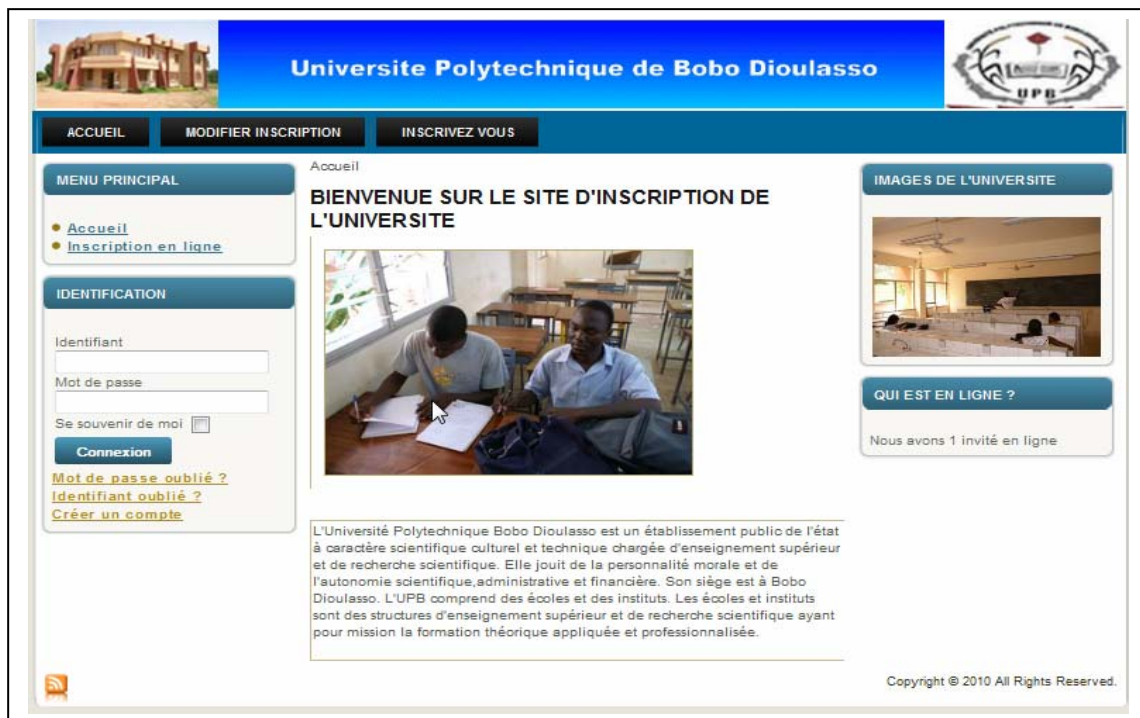 Universite Polytechnique de Bobo Dioulasso
UPB
ACCUEIL
MODIFIER INSCRIPTION
INSCRIVEZ VOUS
MENU PRINCIPAL
Accueil
Inscription en ligne
IDENTIFICATION
Identifiant
Mot de passe
Se souvenir de moi
Connexion
Mot de passe oublié ?
Identifiant oublié ?
Créer un compte
Accueil
BIENVENUE SUR LE SITE D'INSCRIPTION DE
L'UNIVERSITE
L'Université Polytechnique Bobo Dioulasso est un établissement public de l'état
à caractère scientifique culturel et technique chargée d'enseignement supérieur
et de recherche scientifique. Elle jouit de la personnalité morale et de
l'autonomie scientifique,administrative et financière. Son siège est à Bobo
Dioulasso. L'UPB comprend des écoles et des instituts. Les écoles et instituts
sont des structures d'enseignement supérieur et de recherche scientifique ayant
pour mission la formation théorique appliquée et professionnalisée.
IMAGES DE L'UNIVERSITE
QUI EST EN LIGNE ?
Nous avons 1 invité en ligne
Copyright © 2010 All Rights Reserved.